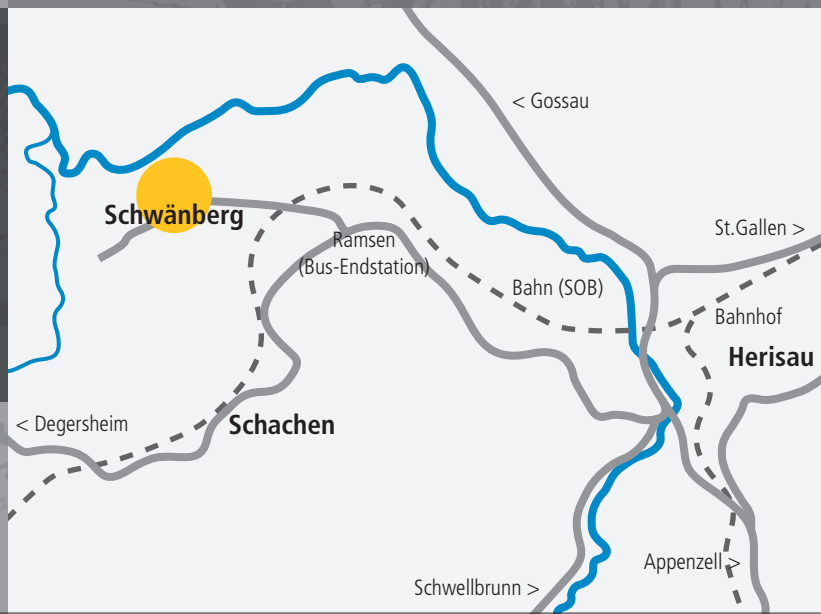 < Gossau
Schwänberg
St.Gallen >
Ramsen
(Bus-Endstation)
Bahn (SOB)
Bahnhof
Herisau
< Degersheim
Schachen
Appenzell >
Schwellbrunn >